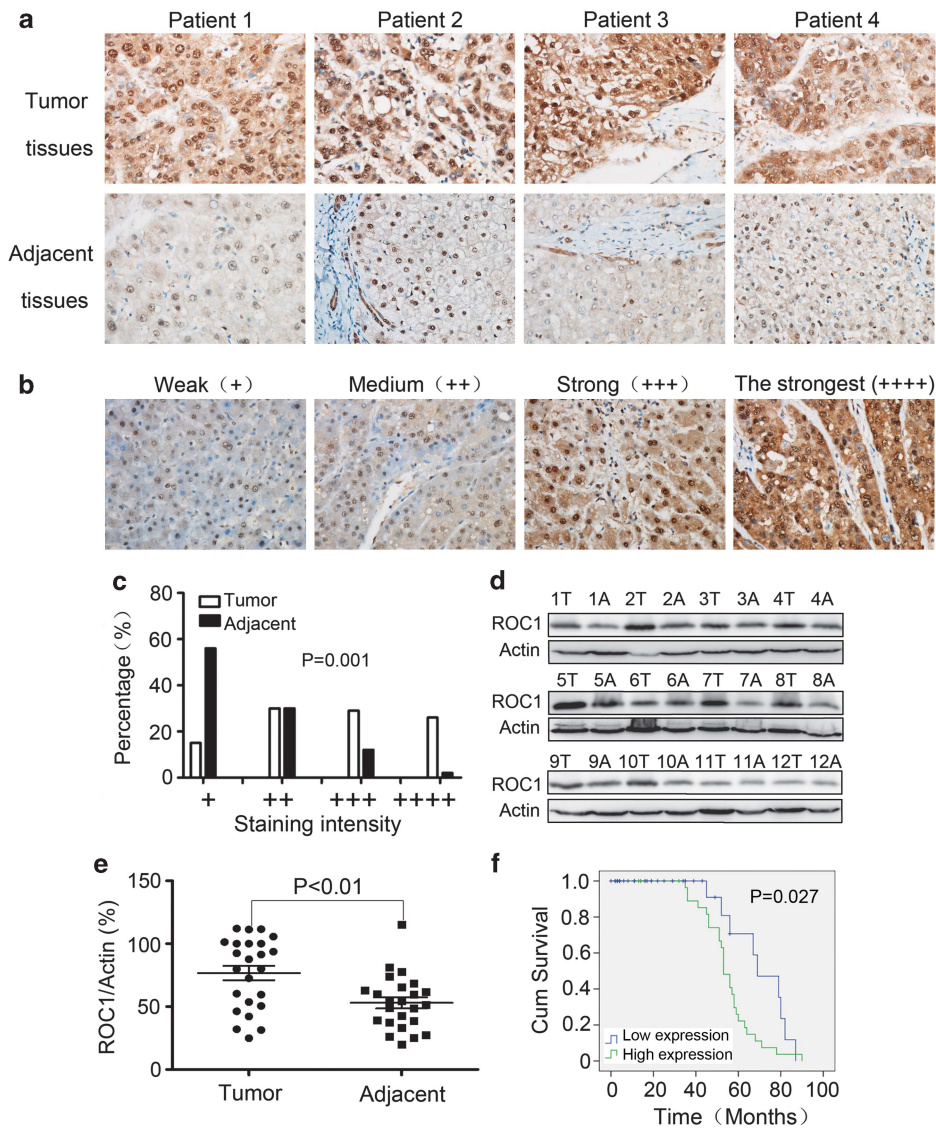 a
Patient 1 Patient 2 Patient 3 Patient 4
Tumor
tissues
Adjacent
tissues
b
Weak（+） Medium（++） Strong（+++） The strongest (++++)
c
80
60
40
20
0
Percentage（%）
Tumor
Adjacent
P=0.001
+ ++ +++ ++++
Staining intensity
d
1T 1A 2T 2A 3T 3A 4T 4A
ROC1
Actin
5T 5A 6T 6A 7T 7A 8T 8A
ROC1
Actin
9T 9A 10T 10A 11T 11A 12T 12A
ROC1
Actin
e
150
100
50
0
ROC1/Actin (%)
P<0.01
Tumor Adjacent
f
1.0
0.8
0.6
0.4
0.2
0
Cum Survival
P=0.027
Low expression
High expression
0 20 40 60 80 100
Time（Months）